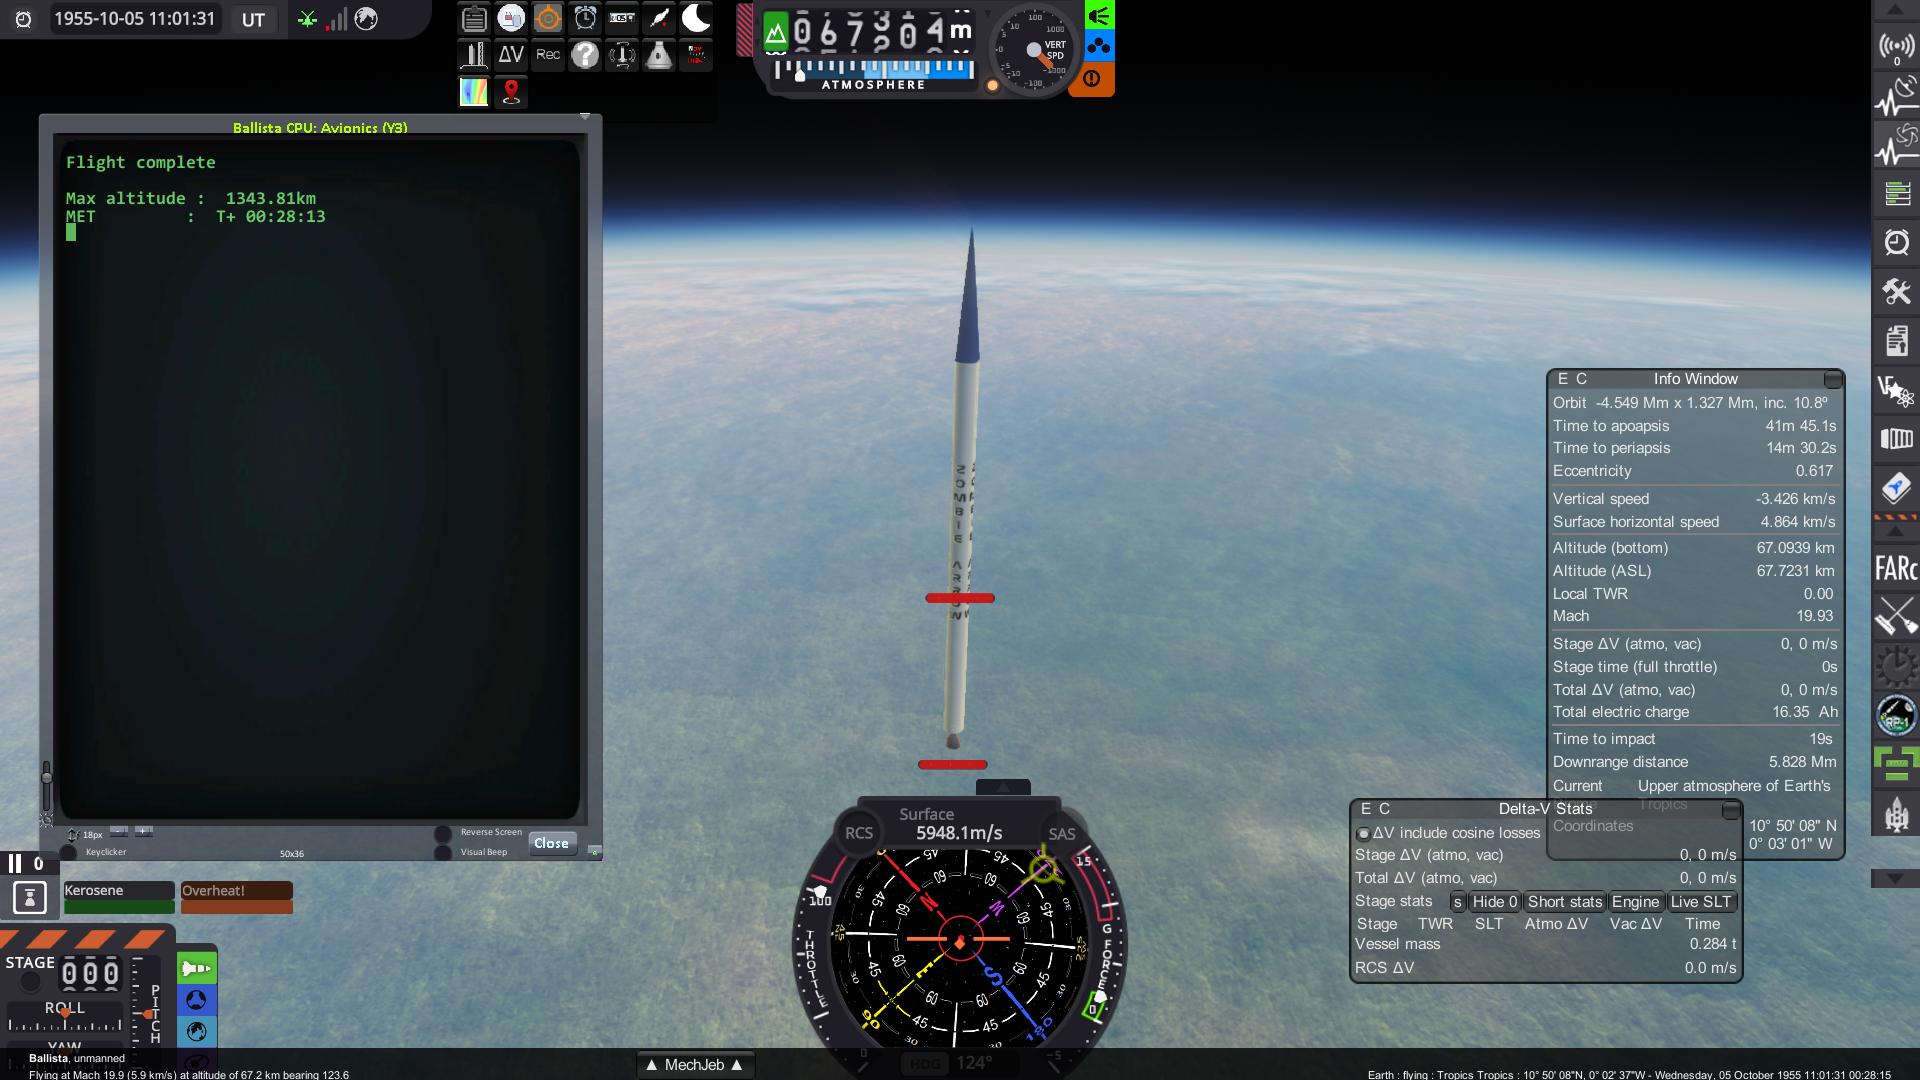 1955-10-05 11:01:31 UT
ΔV Rec
m
VERT
SPD
ATMOSPHERE
Ballista CPU: Avionics (Y3)
Flight complete
Max altitude : 1343.81km
MET : T+ 00:28:13
18px
Reverse Screen
Keyclicker
50x36
Visual Beep
Close
0
Kerosene
Overheat!
STAGE 000
ROLL
YAW
PITCH
ZOMBIE ARROW
E C Info Window
Orbit -4.549 Mm x 1.327 Mm, inc. 10.8º
Time to apoapsis 41m 45.1s
Time to periapsis 14m 30.2s
Eccentricity 0.617
Vertical speed -3.426 km/s
Surface horizontal speed 4.864 km/s
Altitude (bottom) 67.0939 km
Altitude (ASL) 67.7231 km
Local TWR 0.00
Mach 19.93
Stage ΔV (atmo, vac) 0, 0 m/s
Stage time (full throttle) 0s
Total ΔV (atmo, vac) 0, 0 m/s
Total electric charge 16.35 Ah
Time to impact 19s
Downrange distance 5.828 Mm
Current Upper atmosphere of Earth's
Tropics
Coordinates 10° 50' 08" N
0° 03' 01" W
E C Delta-V Stats
ΔV include cosine losses
Stage ΔV (atmo, vac) 0, 0 m/s
Total ΔV (atmo, vac) 0, 0 m/s
Stage stats s Hide 0 Short stats Engine Live SLT
Stage TWR SLT Atmo ΔV Vac ΔV Time
Vessel mass 0.284 t
RCS ΔV 0.0 m/s
Surface
RCS 5948.1m/s SAS
THROTTLE
G FORCE
HDG 124°
▲ MechJeb ▲
0
FARc
RP-1
Ballista, unmanned
Flying at Mach 19.9 (5.9 km/s) at altitude of 67.2 km bearing 123.6
Earth : flying : Tropics Tropics : 10° 50' 08"N, 0° 02' 37"W - Wednesday, 05 October 1955 11:01:31 00:28:15